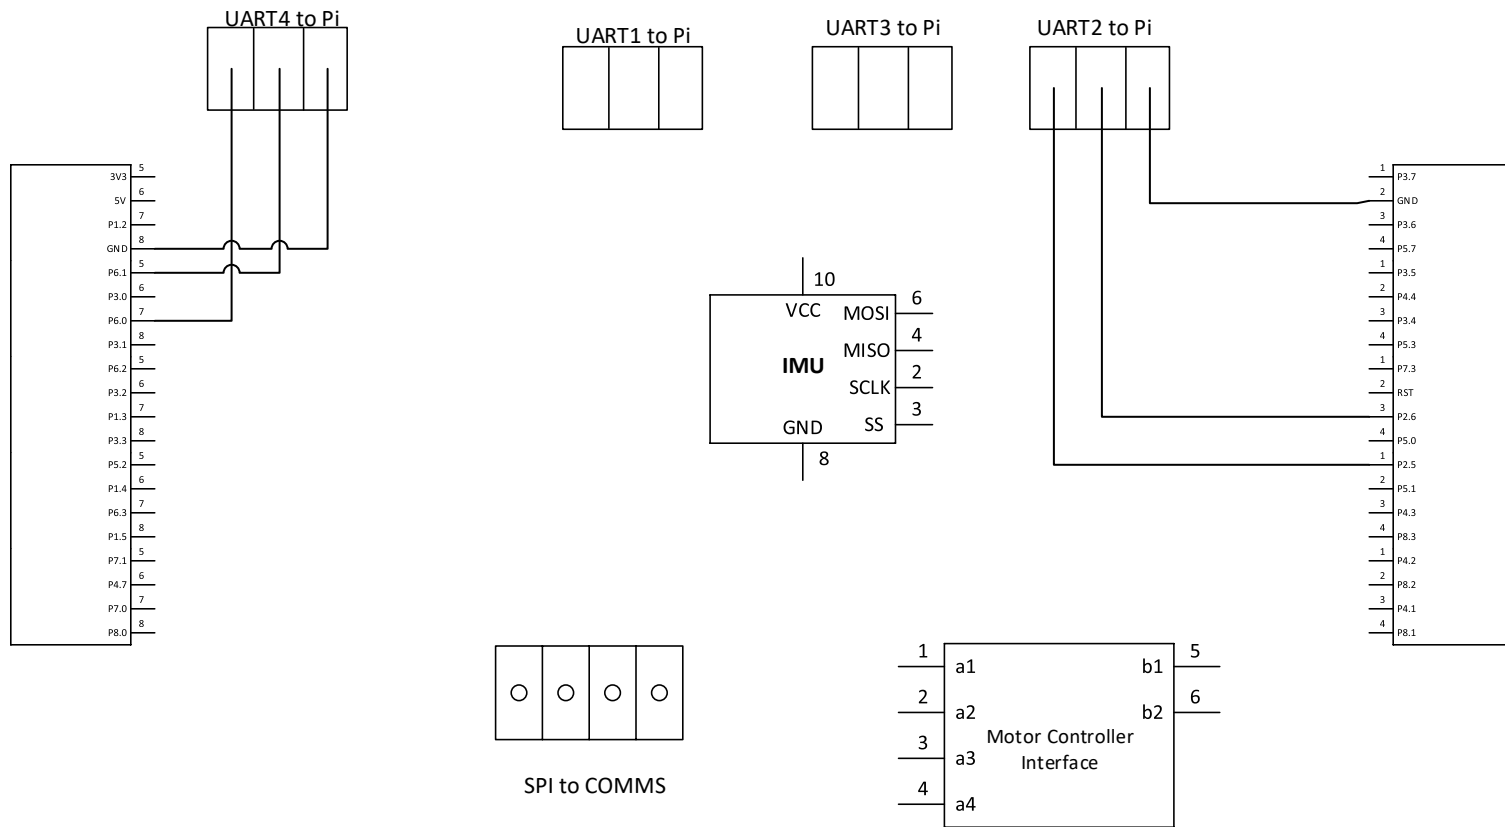 UART4 to Pi
UART1 to Pi
UART3 to Pi
UART2 to Pi
3V3 5
5V 6
P1.2 7
GND 8
P6.1 5
P3.0 6
P6.0 7
P3.1 8
P6.2 5
P3.2 6
P1.3 7
P3.3 8
P5.2 5
P1.4 6
P6.3 7
P1.5 8
P7.1 5
P4.7 6
P7.0 7
P8.0 8
10
VCC
MOSI 6
MISO 4
IMU
SCLK 2
SS 3
GND
8
1 P3.7
2 GND
3 P3.6
4 P5.7
1 P3.5
2 P4.4
3 P3.4
4 P5.3
1 P7.3
2 RST
3 P2.6
4 P5.0
1 P2.5
2 P5.1
3 P4.3
4 P8.3
1 P4.2
2 P8.2
3 P4.1
4 P8.1
SPI to COMMS
1 a1
2 a2
3 a3
4 a4
b1 5
b2 6
Motor Controller
Interface